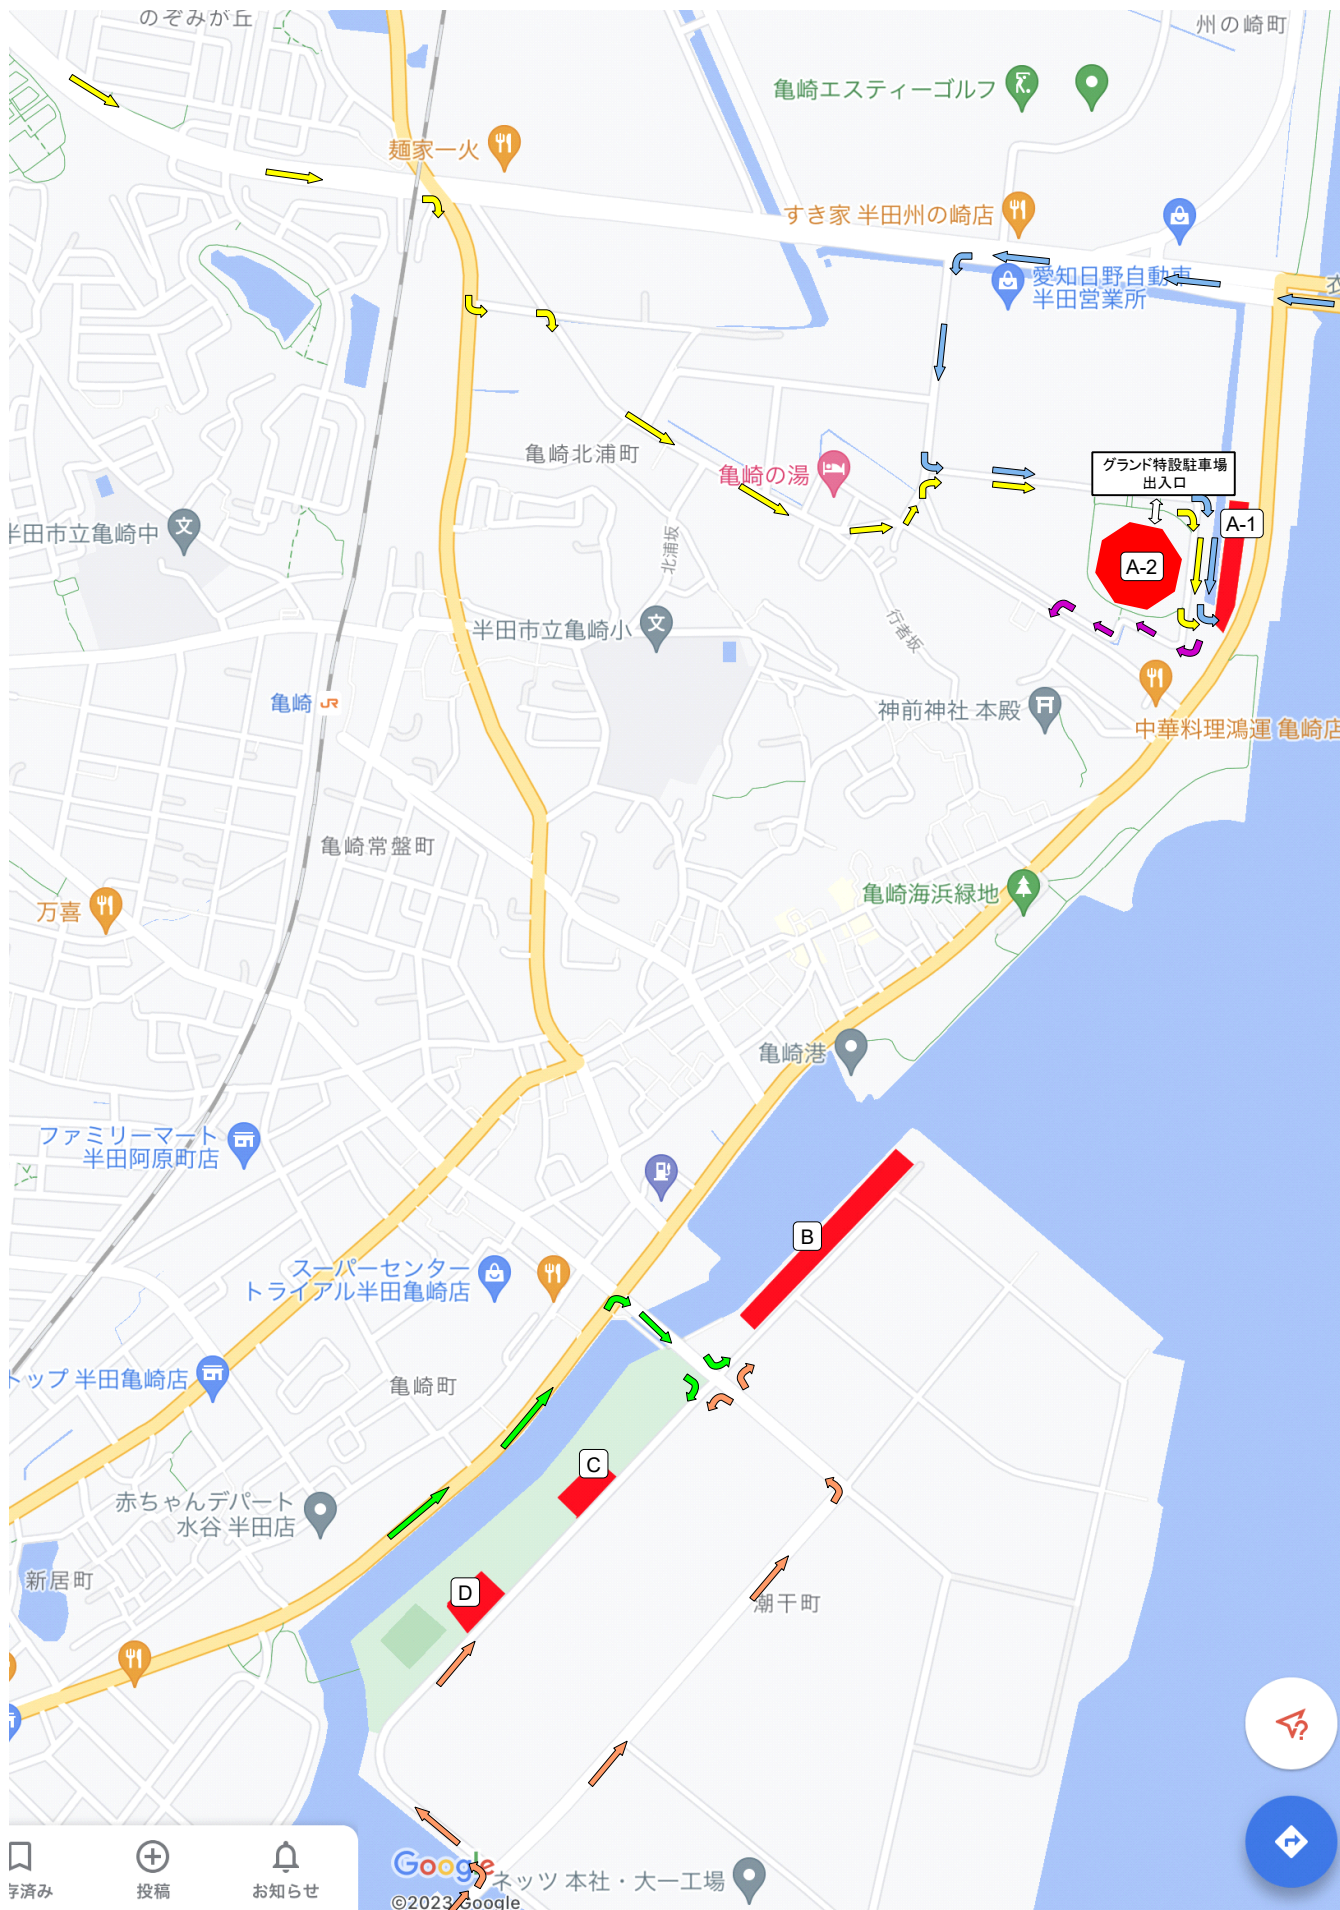 のぞみが丘
州の崎町
亀崎エスティーゴルフ
麺家一火
すき家 半田州の崎店
愛知日野自動車
半田営業所
衣
亀崎北浦町
亀崎の湯
グランド特設駐車場
出入口
半田市立亀崎中
A-1
A-2
北浦坂
半田市立亀崎小
行者坂
亀崎
JR
神前神社 本殿
中華料理鴻運 亀崎店
亀崎常盤町
亀崎海浜緑地
万喜
亀崎港
ファミリーマート
半田阿原町店
B
スーパーセンター
トライアル半田亀崎店
トップ 半田亀崎店
亀崎町
C
赤ちゃんデパート
水谷 半田店
新居町
D
潮干町
Google
ネッツ 本社・大一工場
©2023 Google
存済み
投稿
お知らせ